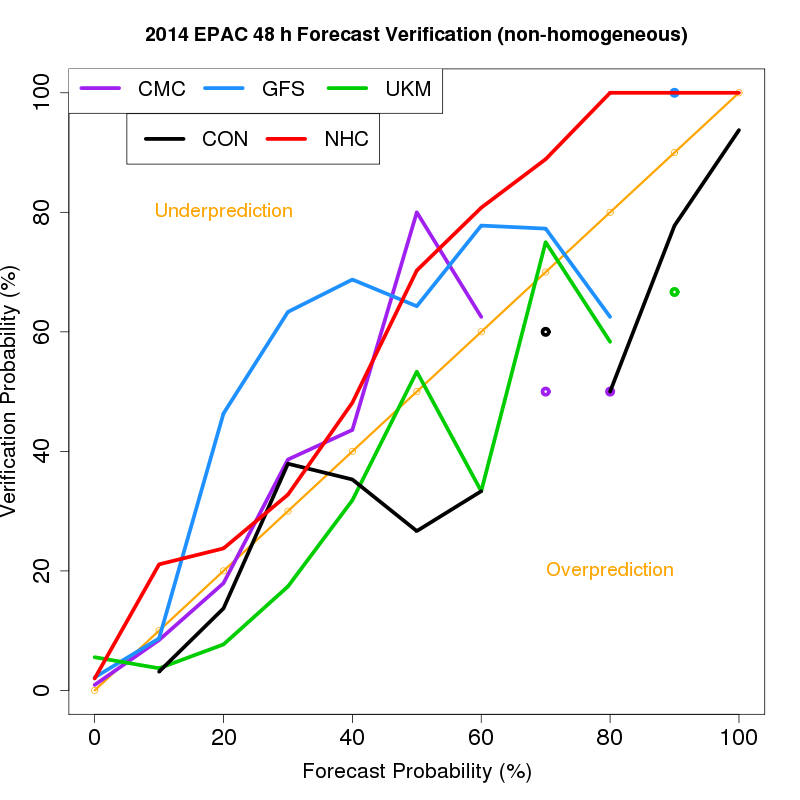 2014 EPAC 48 h Forecast Verification (non-homogeneous)
CMC GFS UKM
CON NHC
Underprediction
Overprediction
Verification Probability (%)
100
80
60
40
20
0
0 20 40 60 80 100
Forecast Probability (%)